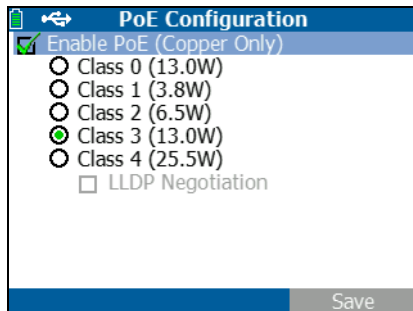 PoE Configuration
Enable PoE (Copper Only)
Class 0 (13.0W)
Class 1 (3.8W)
Class 2 (6.5W)
Class 3 (13.0W)
Class 4 (25.5W)
LLDP Negotiation
Save